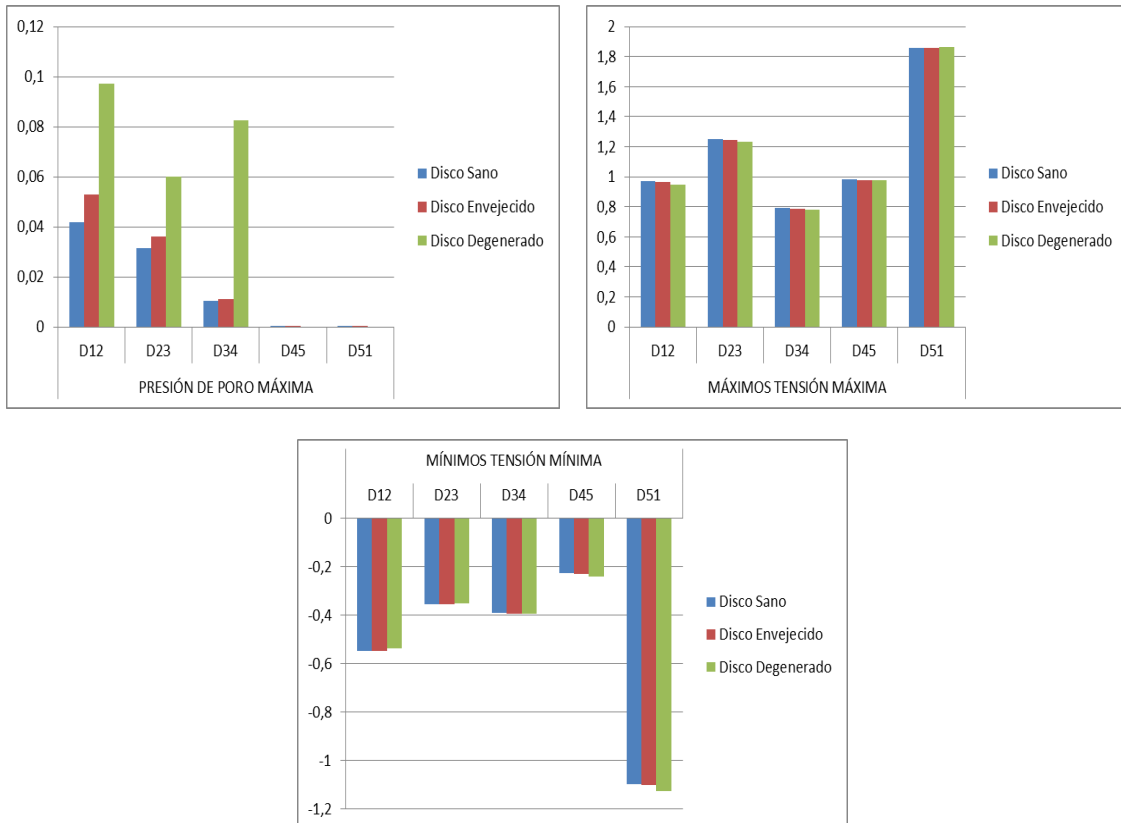 0,12
0,1
0,08
0,06
0,04
0,02
0
D12 D23 D34 D45 D51
PRESIÓN DE PORO MÁXIMA
Disco Sano
Disco Envejecido
Disco Degenerado
2
1,8
1,6
1,4
1,2
1
0,8
0,6
0,4
0,2
0
D12 D23 D34 D45 D51
MÁXIMOS TENSIÓN MÁXIMA
Disco Sano
Disco Envejecido
Disco Degenerado
MÍNIMOS TENSIÓN MÍNIMA
D12 D23 D34 D45 D51
0
-0,2
-0,4
-0,6
-0,8
-1
-1,2
Disco Sano
Disco Envejecido
Disco Degenerado